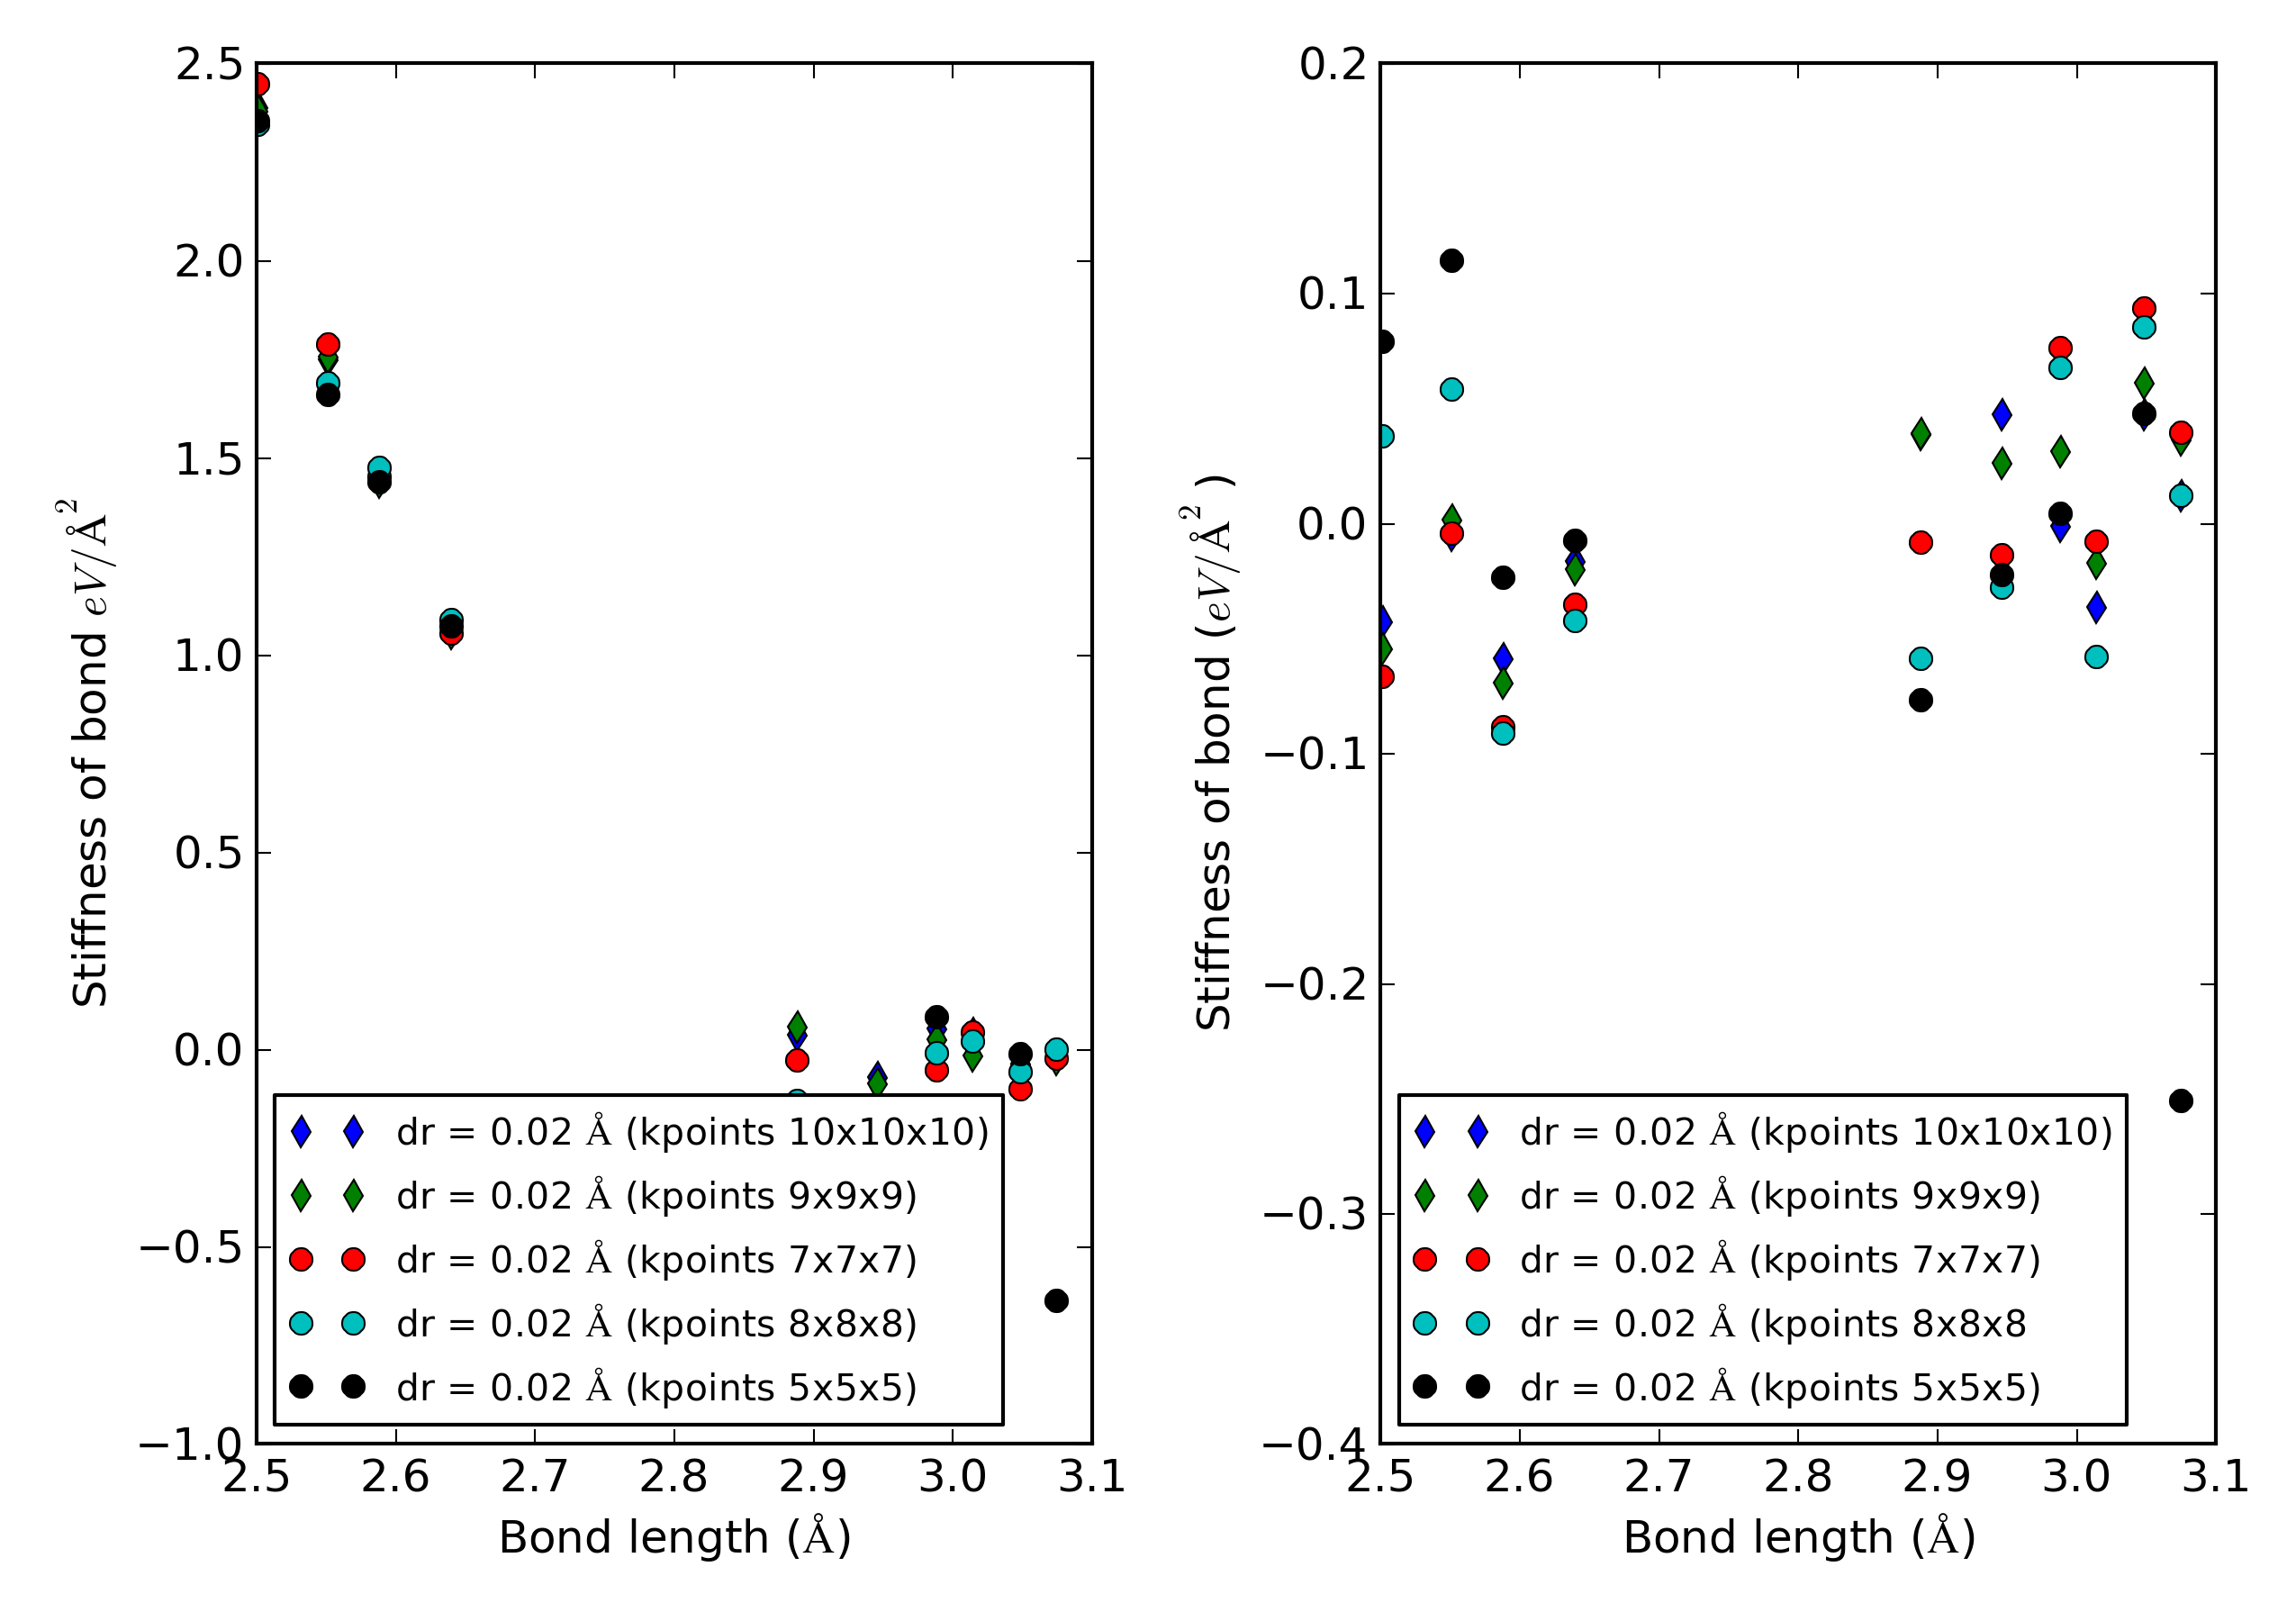 2.5
2.0
1.5
1.0
0.5
0.0
−0.5
−1.0
2.5 2.6 2.7 2.8 2.9 3.0 3.1
Bond length (Å)
Stiffness of bond eV/Å²
dr = 0.02 Å (kpoints 10x10x10)
dr = 0.02 Å (kpoints 9x9x9)
dr = 0.02 Å (kpoints 7x7x7)
dr = 0.02 Å (kpoints 8x8x8)
dr = 0.02 Å (kpoints 5x5x5)
0.2
0.1
0.0
−0.1
−0.2
−0.3
−0.4
2.5 2.6 2.7 2.8 2.9 3.0 3.1
Bond length (Å)
Stiffness of bond (eV/Å² )
dr = 0.02 Å (kpoints 10x10x10)
dr = 0.02 Å (kpoints 9x9x9)
dr = 0.02 Å (kpoints 7x7x7)
dr = 0.02 Å (kpoints 8x8x8
dr = 0.02 Å (kpoints 5x5x5)